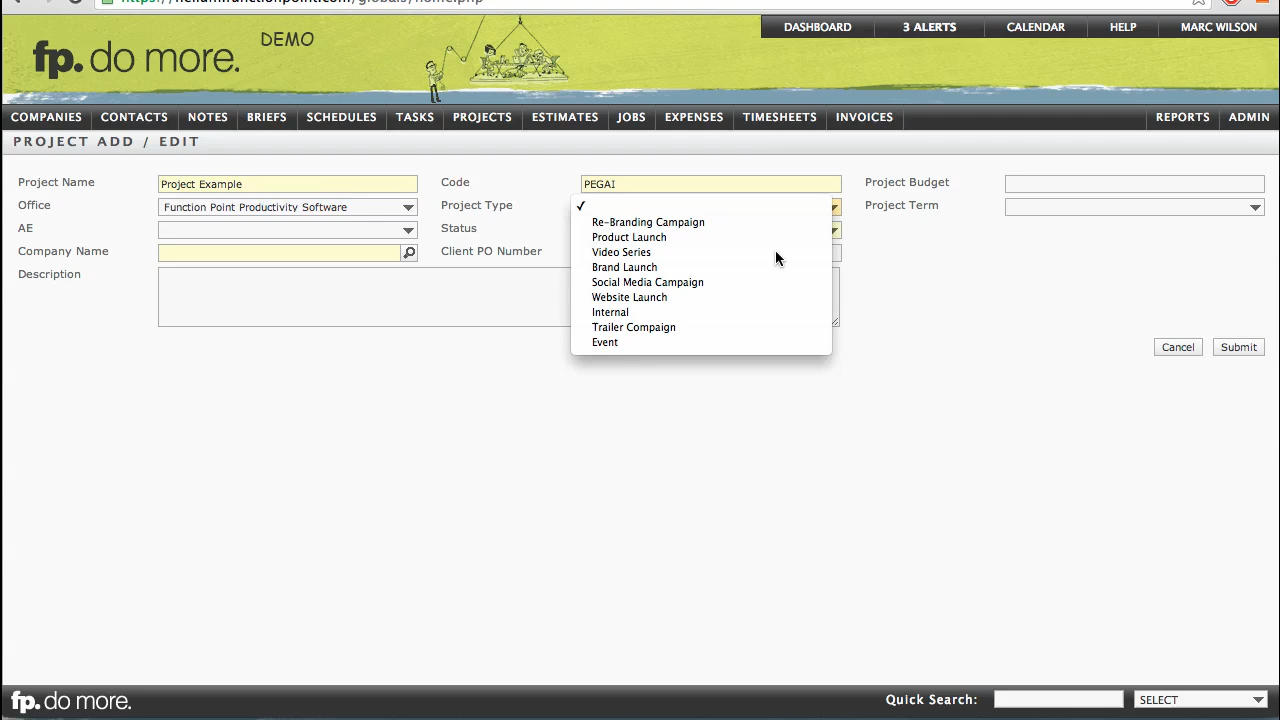 fp. do more.
DEMO
DASHBOARD 3 ALERTS CALENDAR HELP MARC WILSON
COMPANIES CONTACTS NOTES BRIEFS SCHEDULES TASKS PROJECTS ESTIMATES JOBS EXPENSES TIMESHEETS INVOICES REPORTS ADMIN
PROJECT ADD / EDIT
Project Name Project Example Code PEGAI Project Budget
Office Function Point Productivity Software Project Type ✓ Project Term
AE Status
Company Name Client PO Number
Description
Re-Branding Campaign
Product Launch
Video Series
Brand Launch
Social Media Campaign
Website Launch
Internal
Trailer Compaign
Event
Cancel Submit
fp. do more. Quick Search: SELECT